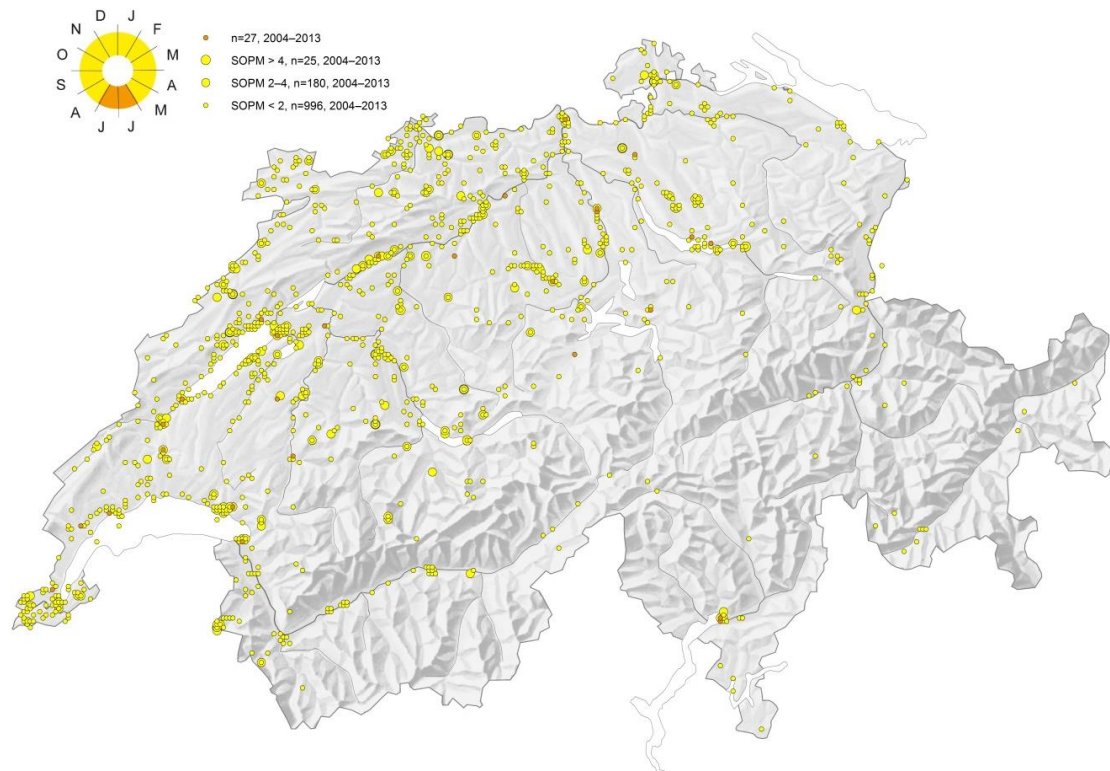 D J
N F
O M
S A
A M
J J
n=27, 2004–2013
SOPM > 4, n=25, 2004–2013
SOPM 2–4, n=180, 2004–2013
SOPM < 2, n=996, 2004–2013